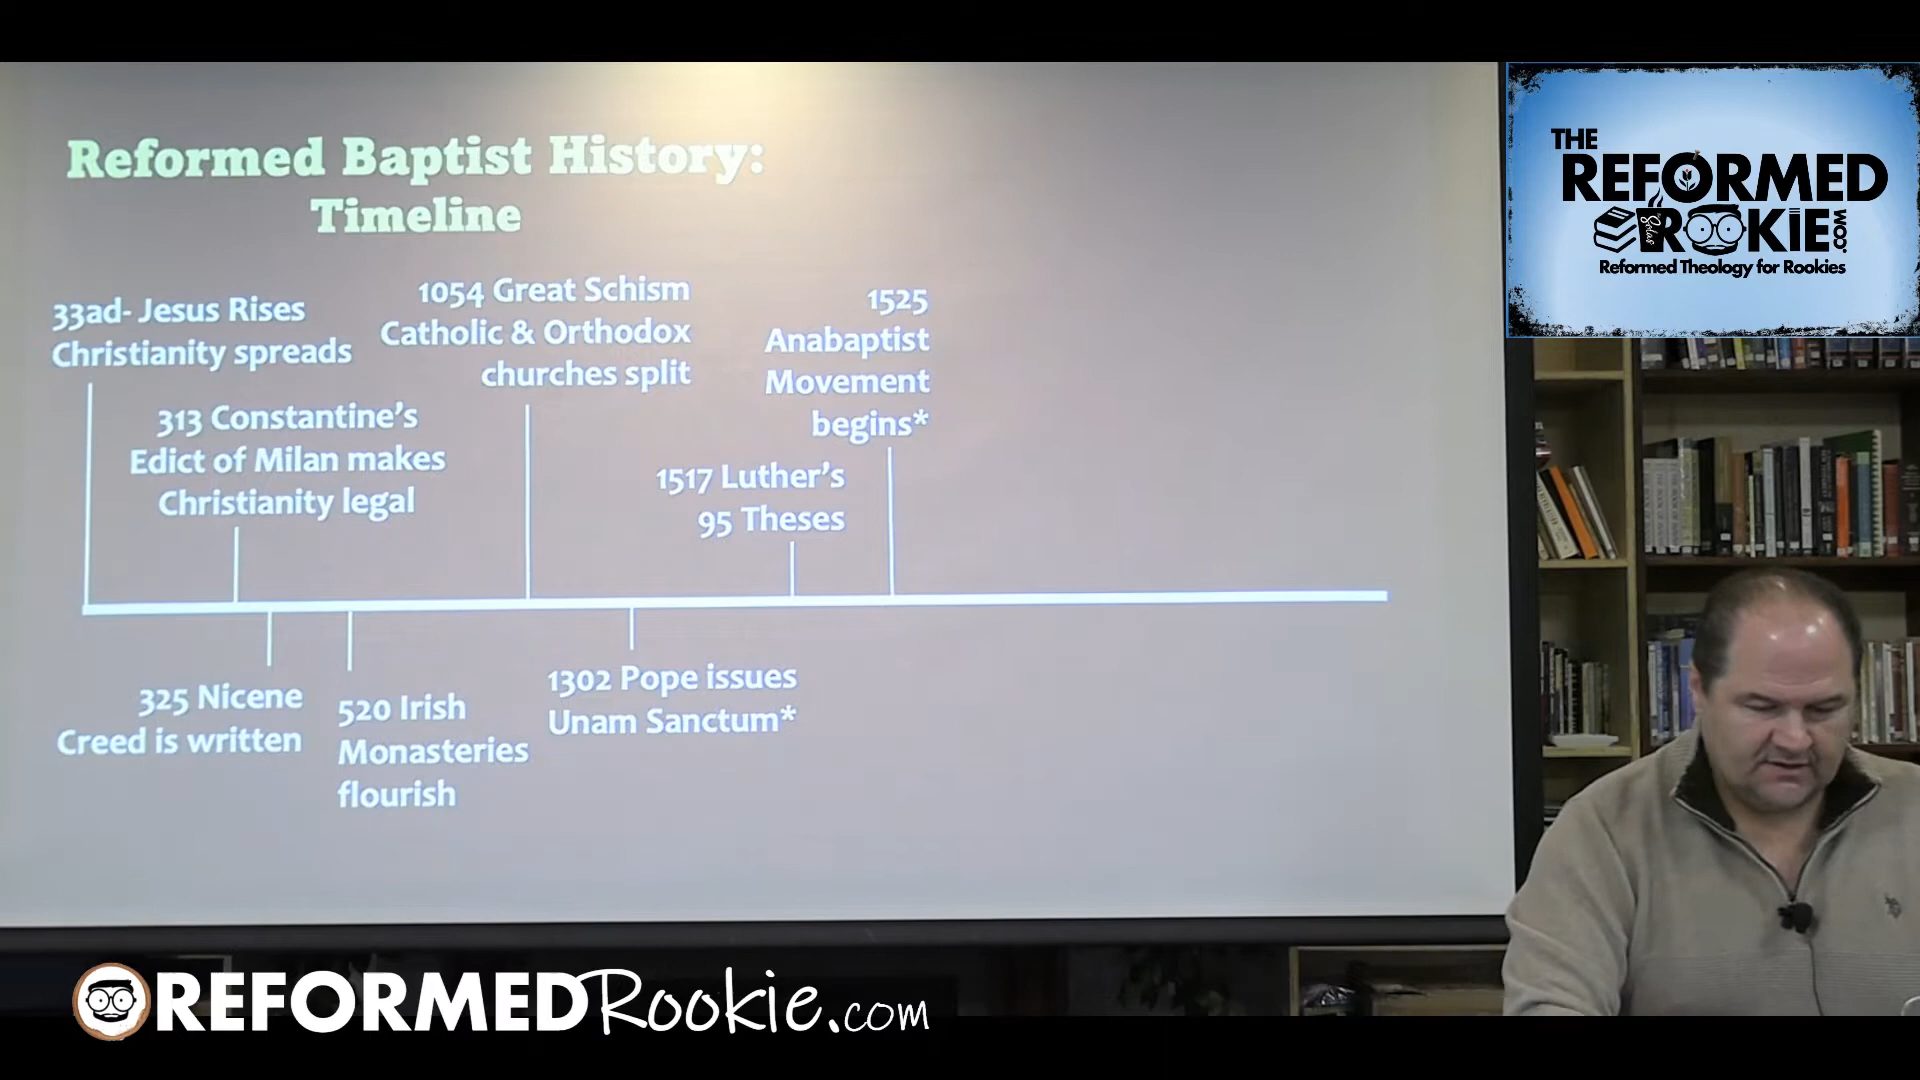 Reformed Baptist History:
Timeline
33ad- Jesus Rises
Christianity spreads
313 Constantine's
Edict of Milan makes
Christianity legal
1054 Great Schism
Catholic & Orthodox
churches split
1517 Luther's
95 Theses
1525
Anabaptist
Movement
begins*
325 Nicene
Creed is written
520 Irish
Monasteries
flourish
1302 Pope issues
Unam Sanctum*
THE
REFORMED
ROOKIE.COM
Solas
Reformed Theology for Rookies
REFORMEDRookie.com